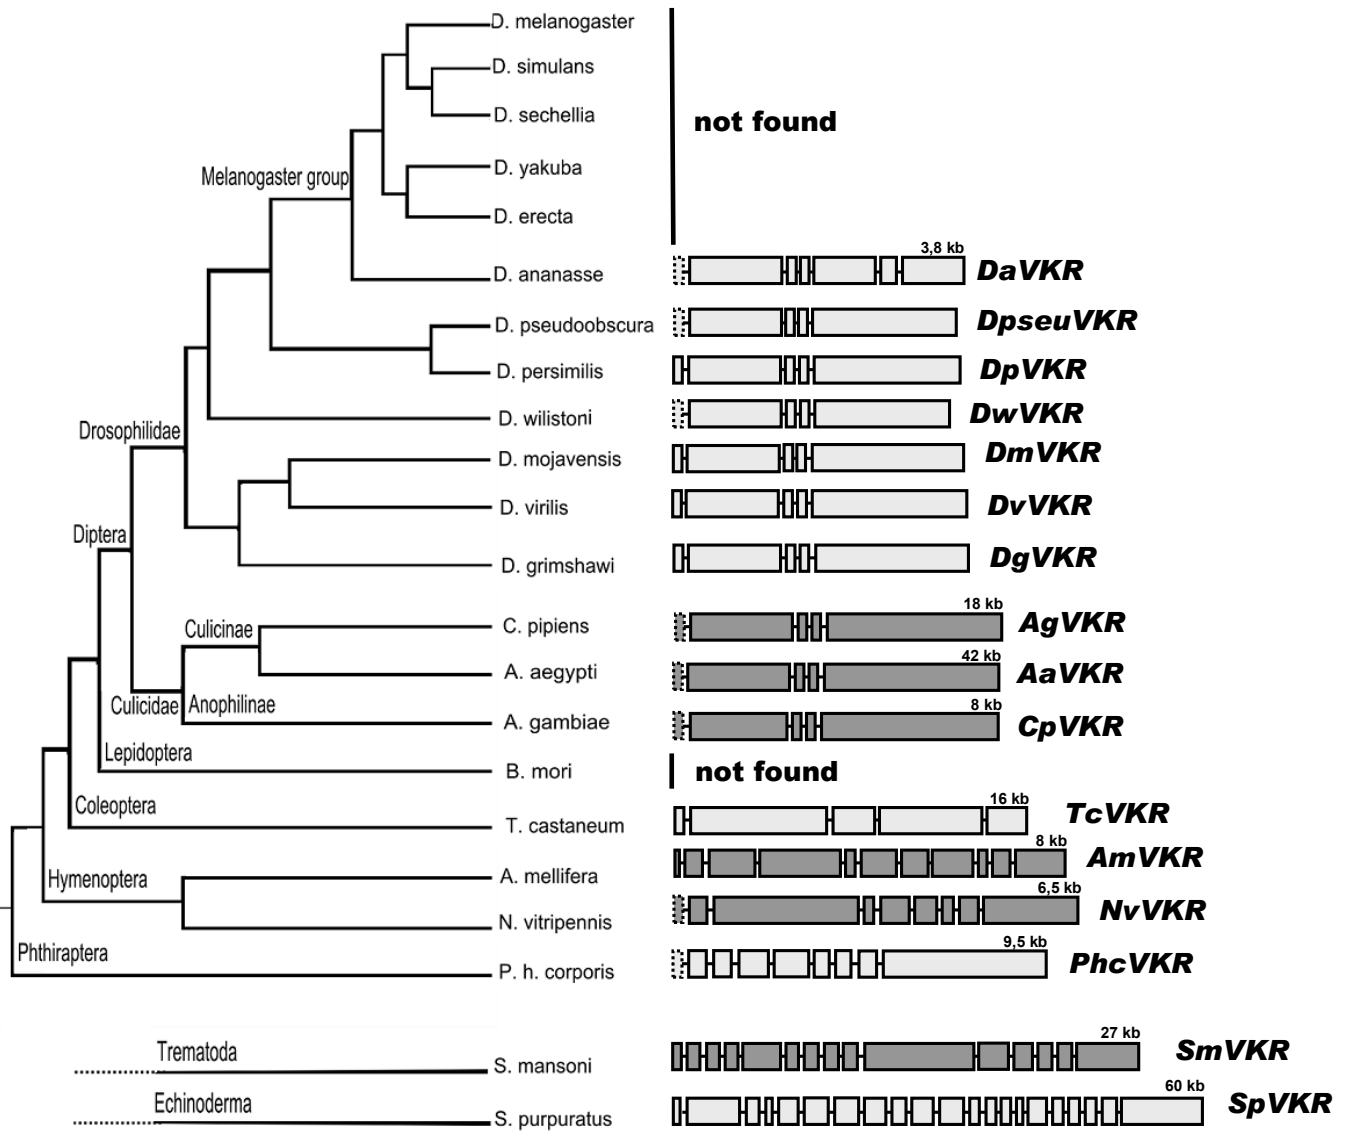 D. melanogaster
D. simulans
D. sechellia
not found
D. yakuba
Melanogaster group
D. erecta
3,8 kb
D. ananasse
DaVKR
D. pseudoobscura
DpseuVKR
D. persimilis
DpVKR
D. wilistoni
DwVKR
Drosophilidae
D. mojavensis
DmVKR
D. virilis
DvVKR
Diptera
D. grimshawi
DgVKR
18 kb
Culicinae
C. pipiens
AgVKR
42 kb
A. aegypti
AaVKR
Culicidae
Anophilinae
8 kb
A. gambiae
CpVKR
Lepidoptera
B. mori
not found
Coleoptera
16 kb
T. castaneum
TcVKR
8 kb
AmVKR
Hymenoptera
A. mellifera
6,5 kb
N. vitripennis
NvVKR
Phthiraptera
9,5 kb
P. h. corporis
PhcVKR
27 kb
Trematoda
S. mansoni
SmVKR
60 kb
Echinoderma
S. purpuratus
SpVKR